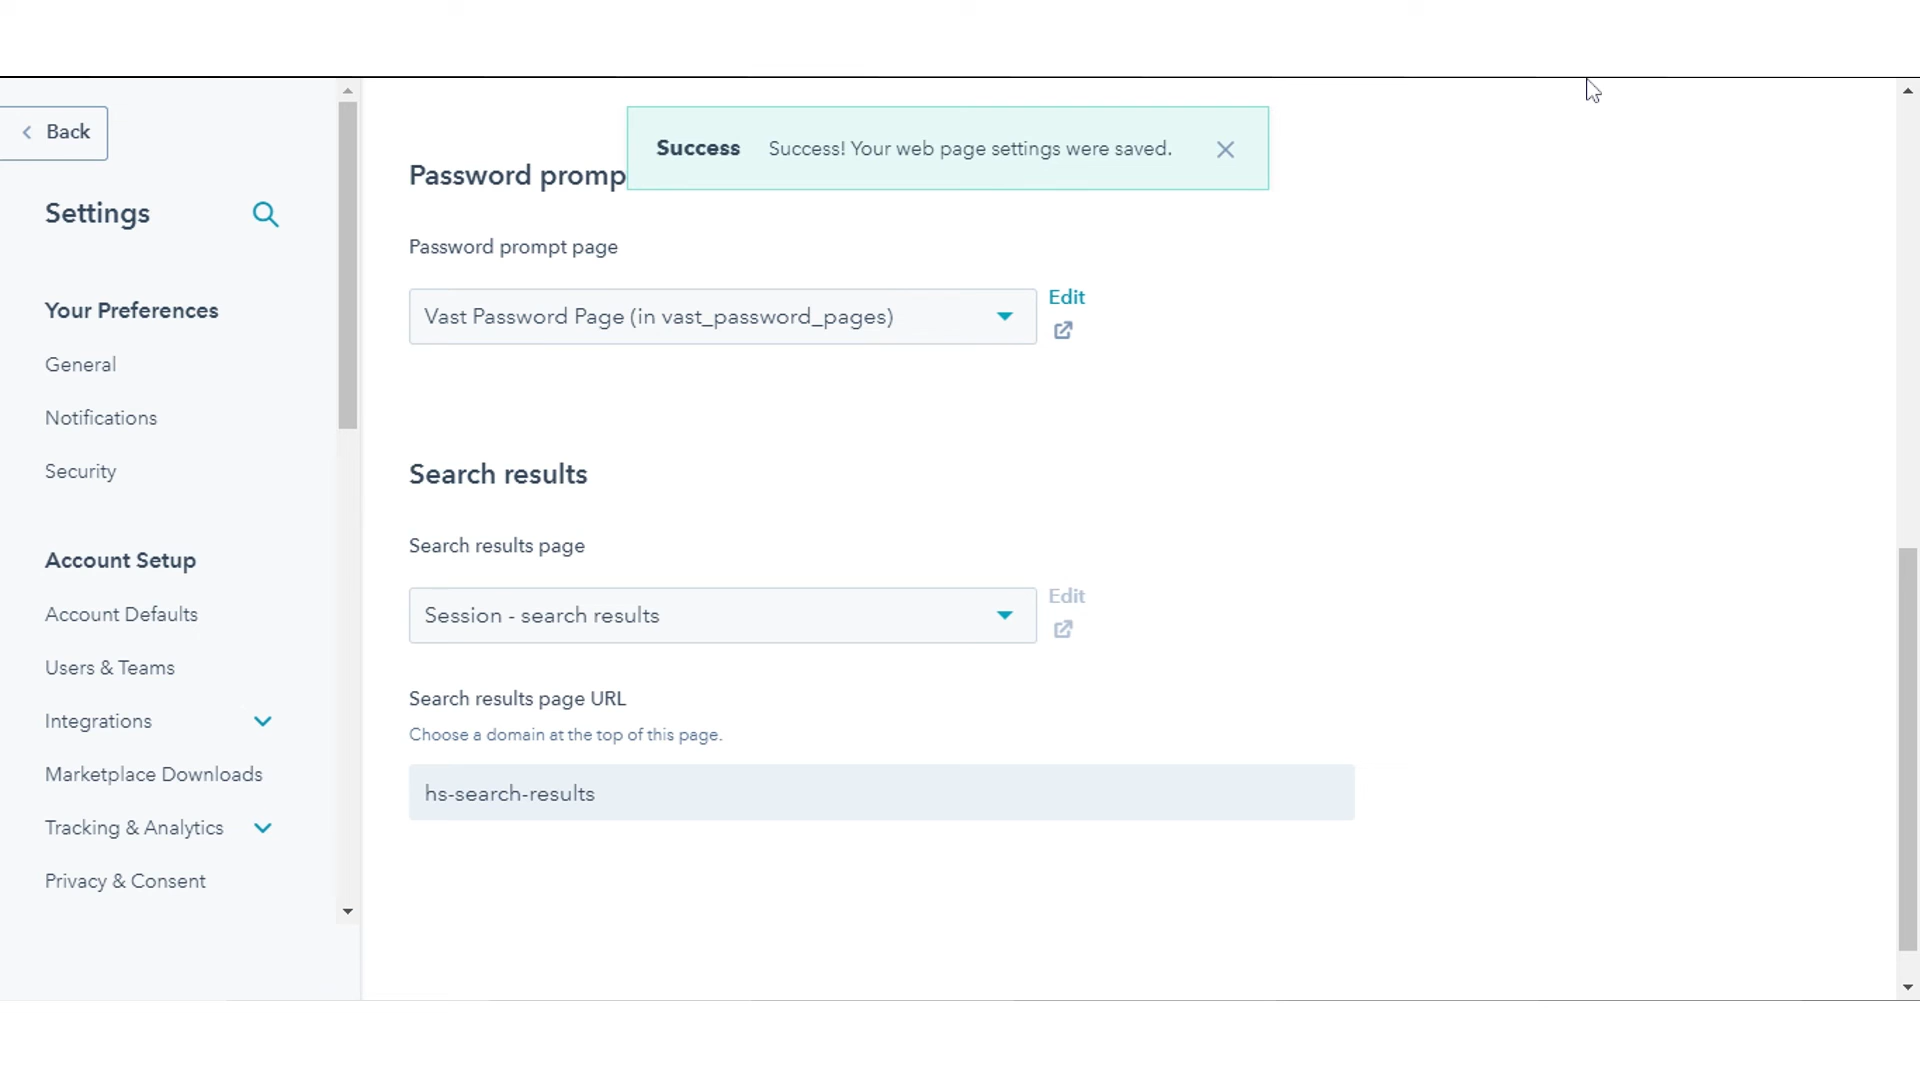 Back
Settings
Your Preferences
General
Notifications
Security
Account Setup
Account Defaults
Users & Teams
Integrations
Marketplace Downloads
Tracking & Analytics
Privacy & Consent
Success Success! Your web page settings were saved.
Password promp
Password prompt page
Vast Password Page (in vast_password_pages)
Edit
Search results
Search results page
Session - search results
Edit
Search results page URL
Choose a domain at the top of this page.
hs-search-results